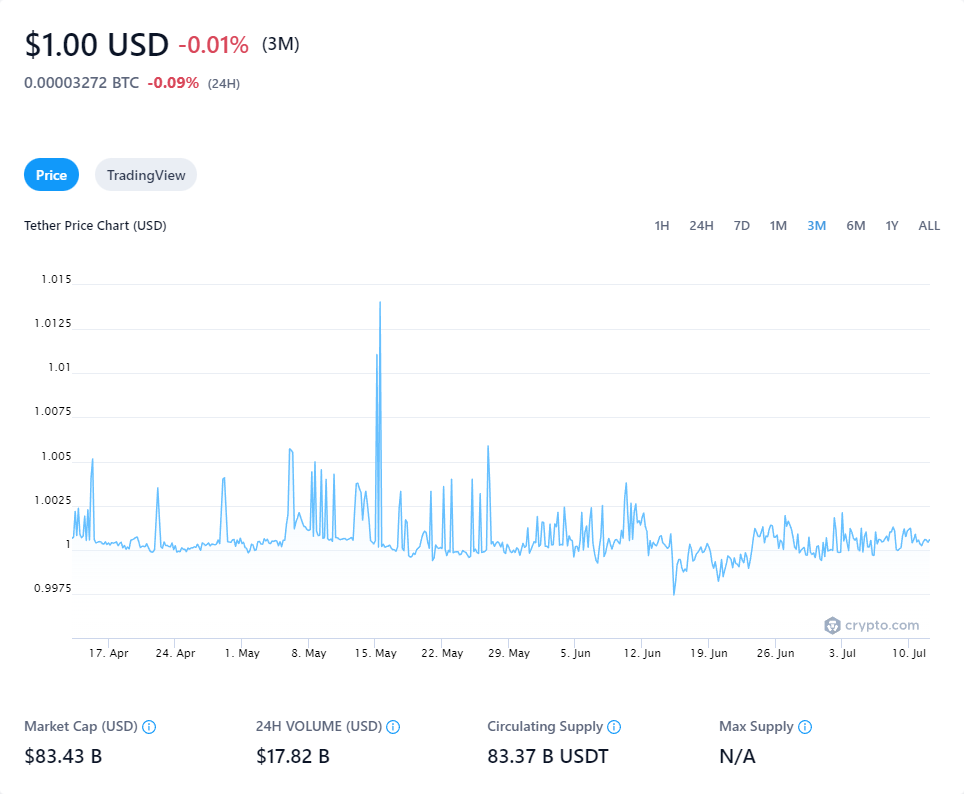 $1.00 USD -0.01% (3M)
0.00003272 BTC -0.09% (24H)
Price TradingView
Tether Price Chart (USD) 1H 24H 7D 1M 3M 6M 1Y ALL
1.015
1.0125
1.01
1.0075
1.005
1.0025
1
0.9975
crypto.com
17. Apr 24. Apr 1. May 8. May 15. May 22. May 29. May 5. Jun 12. Jun 19. Jun 26. Jun 3. Jul 10. Jul
Market Cap (USD) 24H VOLUME (USD) Circulating Supply Max Supply
$83.43 B $17.82 B 83.37 B USDT N/A